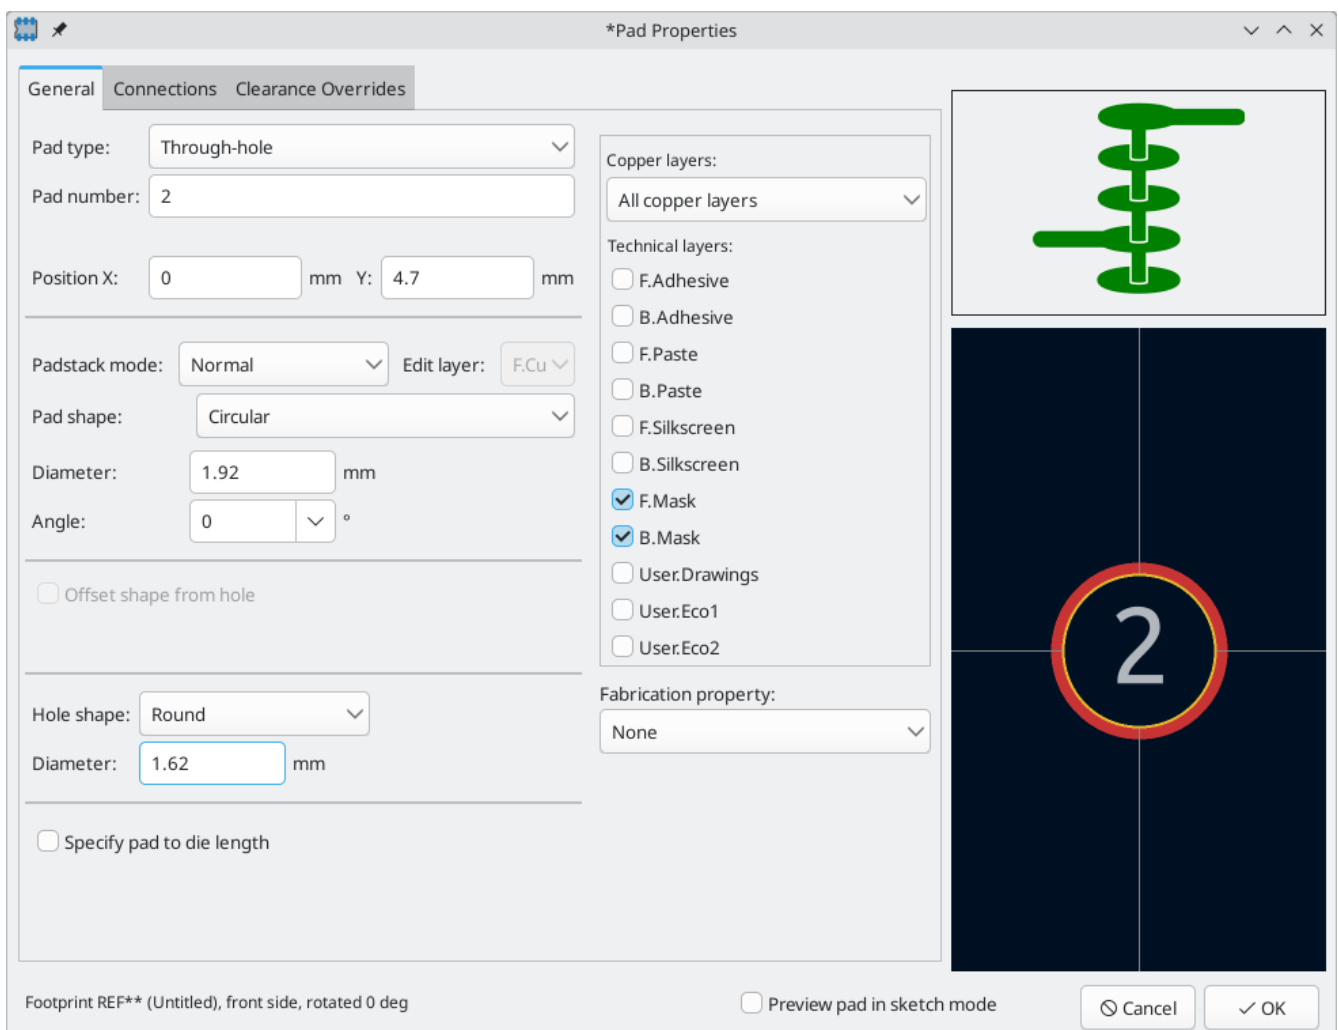 *Pad Properties
General Connections Clearance Overrides
Pad type: Through-hole
Pad number: 2
Position X: 0 mm Y: 4.7 mm
Padstack mode: Normal Edit layer: F.Cu
Pad shape: Circular
Diameter: 1.92 mm
Angle: 0 °
Offset shape from hole
Hole shape: Round
Diameter: 1.62 mm
Specify pad to die length
Copper layers:
All copper layers
Technical layers:
F.Adhesive
B.Adhesive
F.Paste
B.Paste
F.Silkscreen
B.Silkscreen
F.Mask
B.Mask
User.Drawings
User.Eco1
User.Eco2
Fabrication property:
None
2
Footprint REF** (Untitled), front side, rotated 0 deg
Preview pad in sketch mode
Cancel
OK